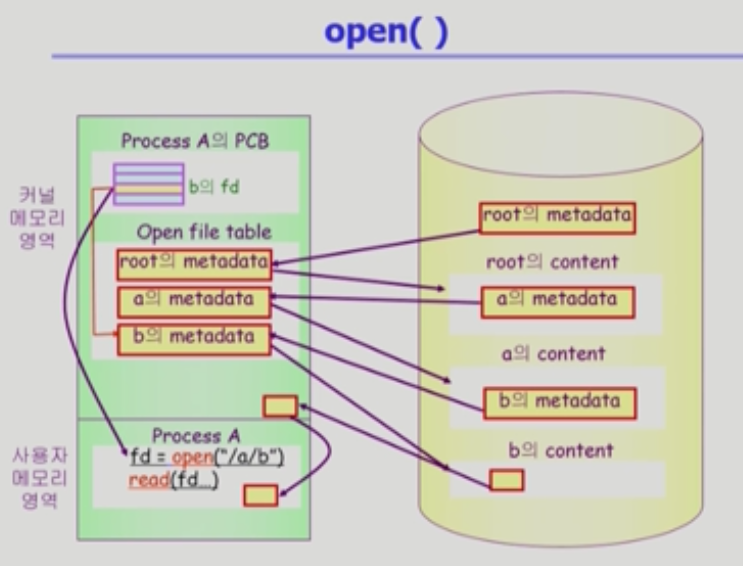 open( )
Process A의 PCB
b의 fd
커널
메모리
영역
Open file table
root의 metadata
a의 metadata
b의 metadata
사용자
메모리
영역
Process A
fd = open("/a/b")
read(fd…)
root의 metadata
root의 content
a의 metadata
a의 content
b의 metadata
b의 content